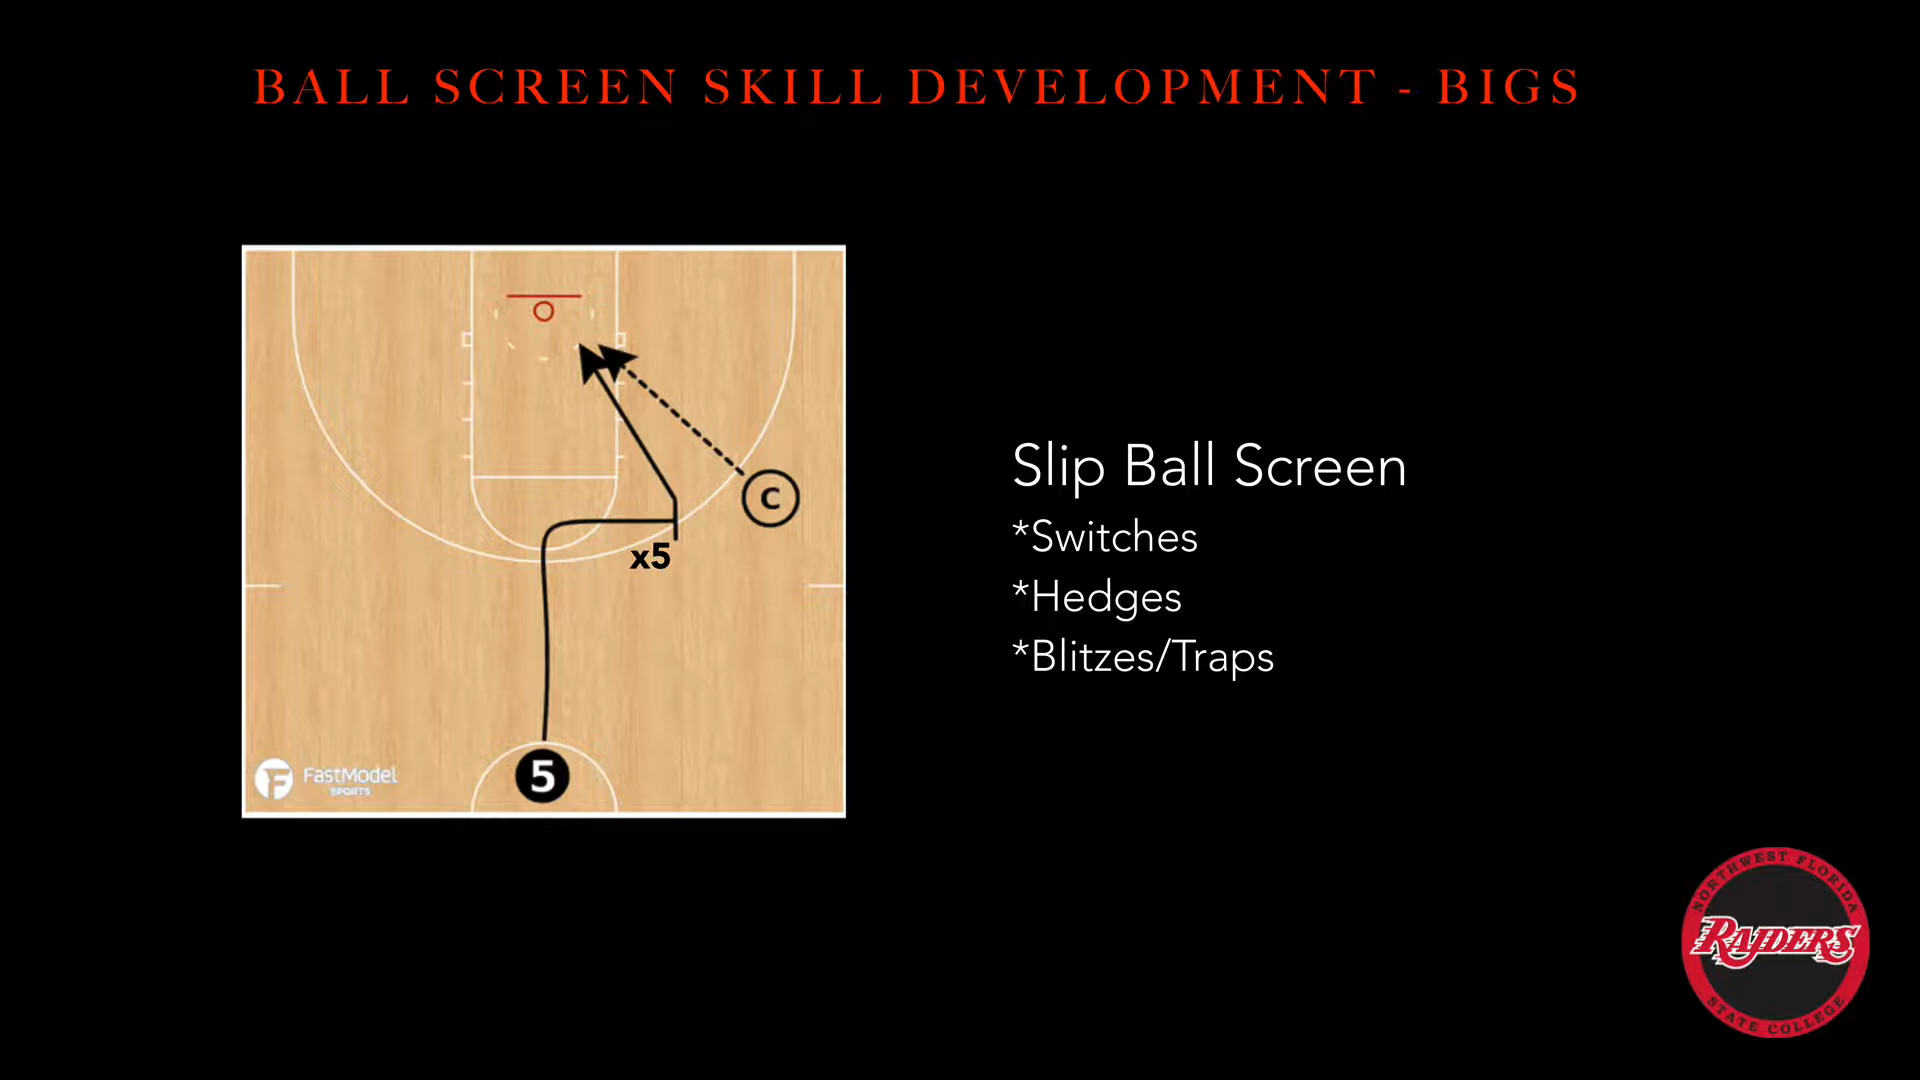 BALL SCREEN SKILL DEVELOPMENT - BIGS
C
x5
5
FastModel
SPORTS
Slip Ball Screen
*Switches
*Hedges
*Blitzes/Traps
NORTHWEST FLORIDA
RAIDERS
STATE COLLEGE